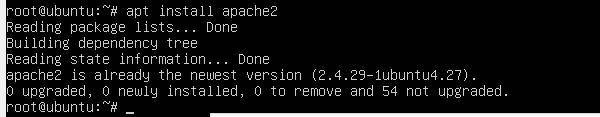 root@ubuntu:~# apt install apache2
Reading package lists... Done
Building dependency tree
Reading state information... Done
apache2 is already the newest version (2.4.29-1ubuntu4.27).
0 upgraded, 0 newly installed, 0 to remove and 54 not upgraded.
root@ubuntu:~# _